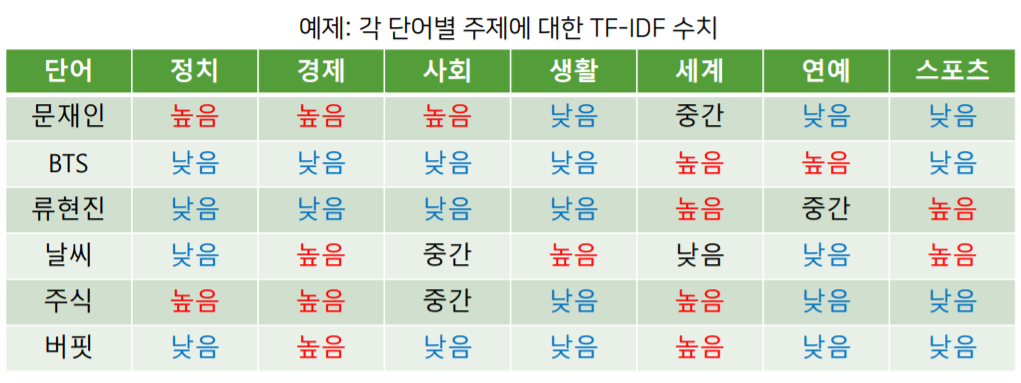 예제: 각 단어별 주제에 대한 TF-IDF 수치
단어 정치 경제 사회 생활 세계 연예 스포츠
문재인 높음 높음 높음 낮음 중간 낮음 낮음
BTS 낮음 낮음 낮음 낮음 높음 높음 낮음
류현진 낮음 낮음 낮음 낮음 높음 중간 높음
날씨 낮음 높음 중간 높음 낮음 낮음 높음
주식 높음 높음 중간 낮음 높음 낮음 낮음
버핏 낮음 높음 낮음 낮음 높음 낮음 낮음